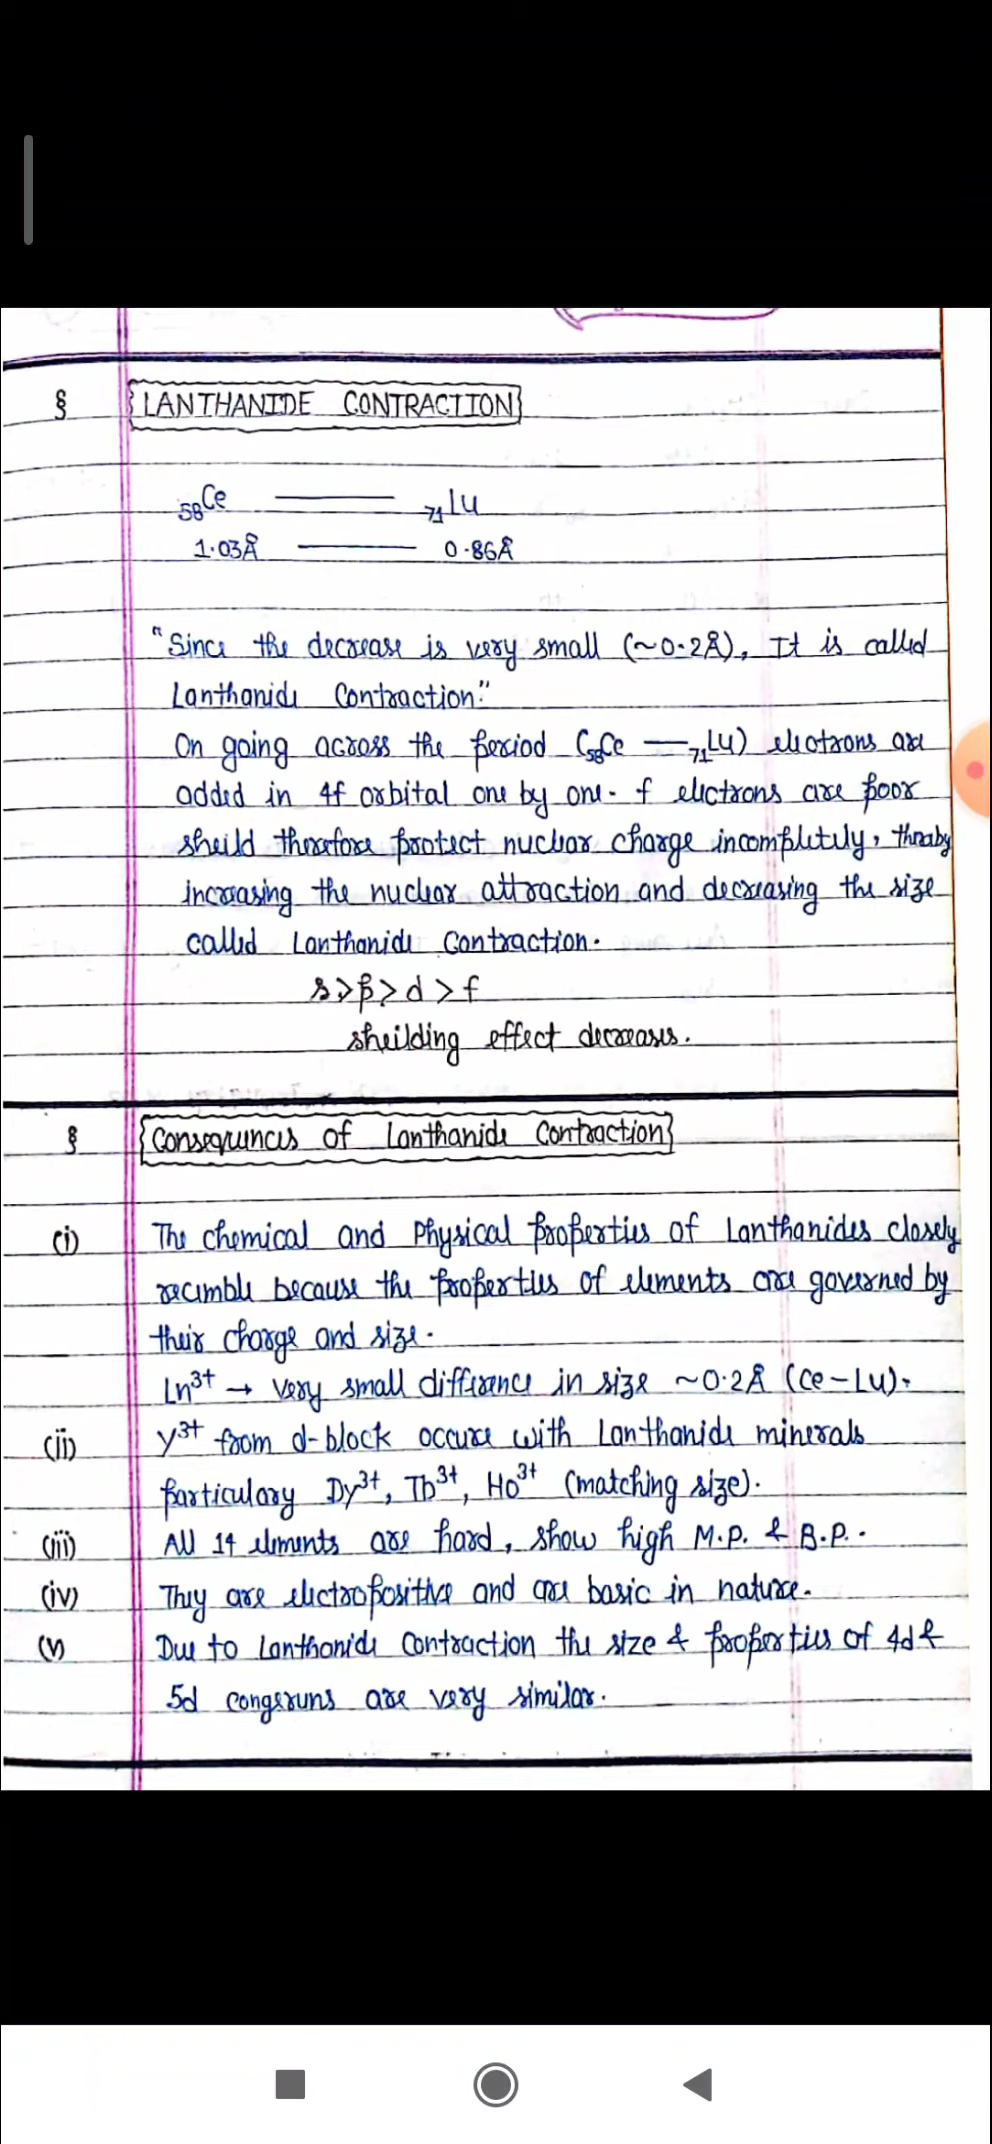 § LANTHANIDE CONTRACTION
₅₈Ce —— ₇₁Lu
1.03Å —— 0.86Å
"Since the decrease is very small (~0.2Å), It is called
Lanthanide Contraction."
On going across the period (₅₈Ce — ₇₁Lu) electrons are
added in 4f orbital one by one. f electrons are poor
sheild therefore protect nuclear charge incompletely, thereby
increasing the nuclear attraction and decreasing the size
called Lanthanide Contraction.
s > p > d > f
sheilding effect decreases.
§ Consequences of Lanthanide Contraction
(i) The chemical and Physical properties of Lanthanides closely
resemble because the properties of elements are governed by
their charge and size.
Ln³⁺ → very small difference in size ~0.2Å (Ce-Lu).
(ii) Y³⁺ from d-block occure with Lanthanide minerals
particulary Dy³⁺, Tb³⁺, Ho³⁺ (matching size).
(iii) All 14 elements are hard, show high M.P. & B.P..
(iv) They are electropositive and are basic in nature.
(v) Due to Lanthanide Contraction the size & properties of 4d &
5d congeruns are very similar.